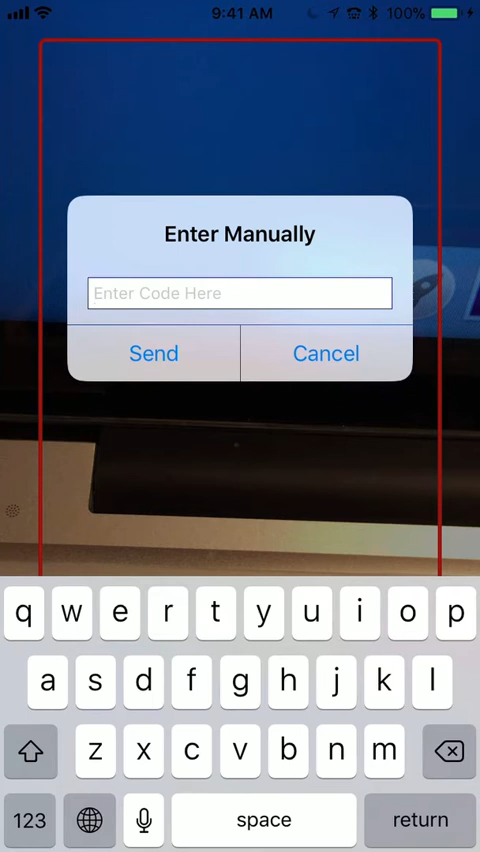 9:41 AM 100%
Enter Manually
Enter Code Here
Send Cancel
q w e r t y u i o p
a s d f g h j k l
z x c v b n m
123 space return